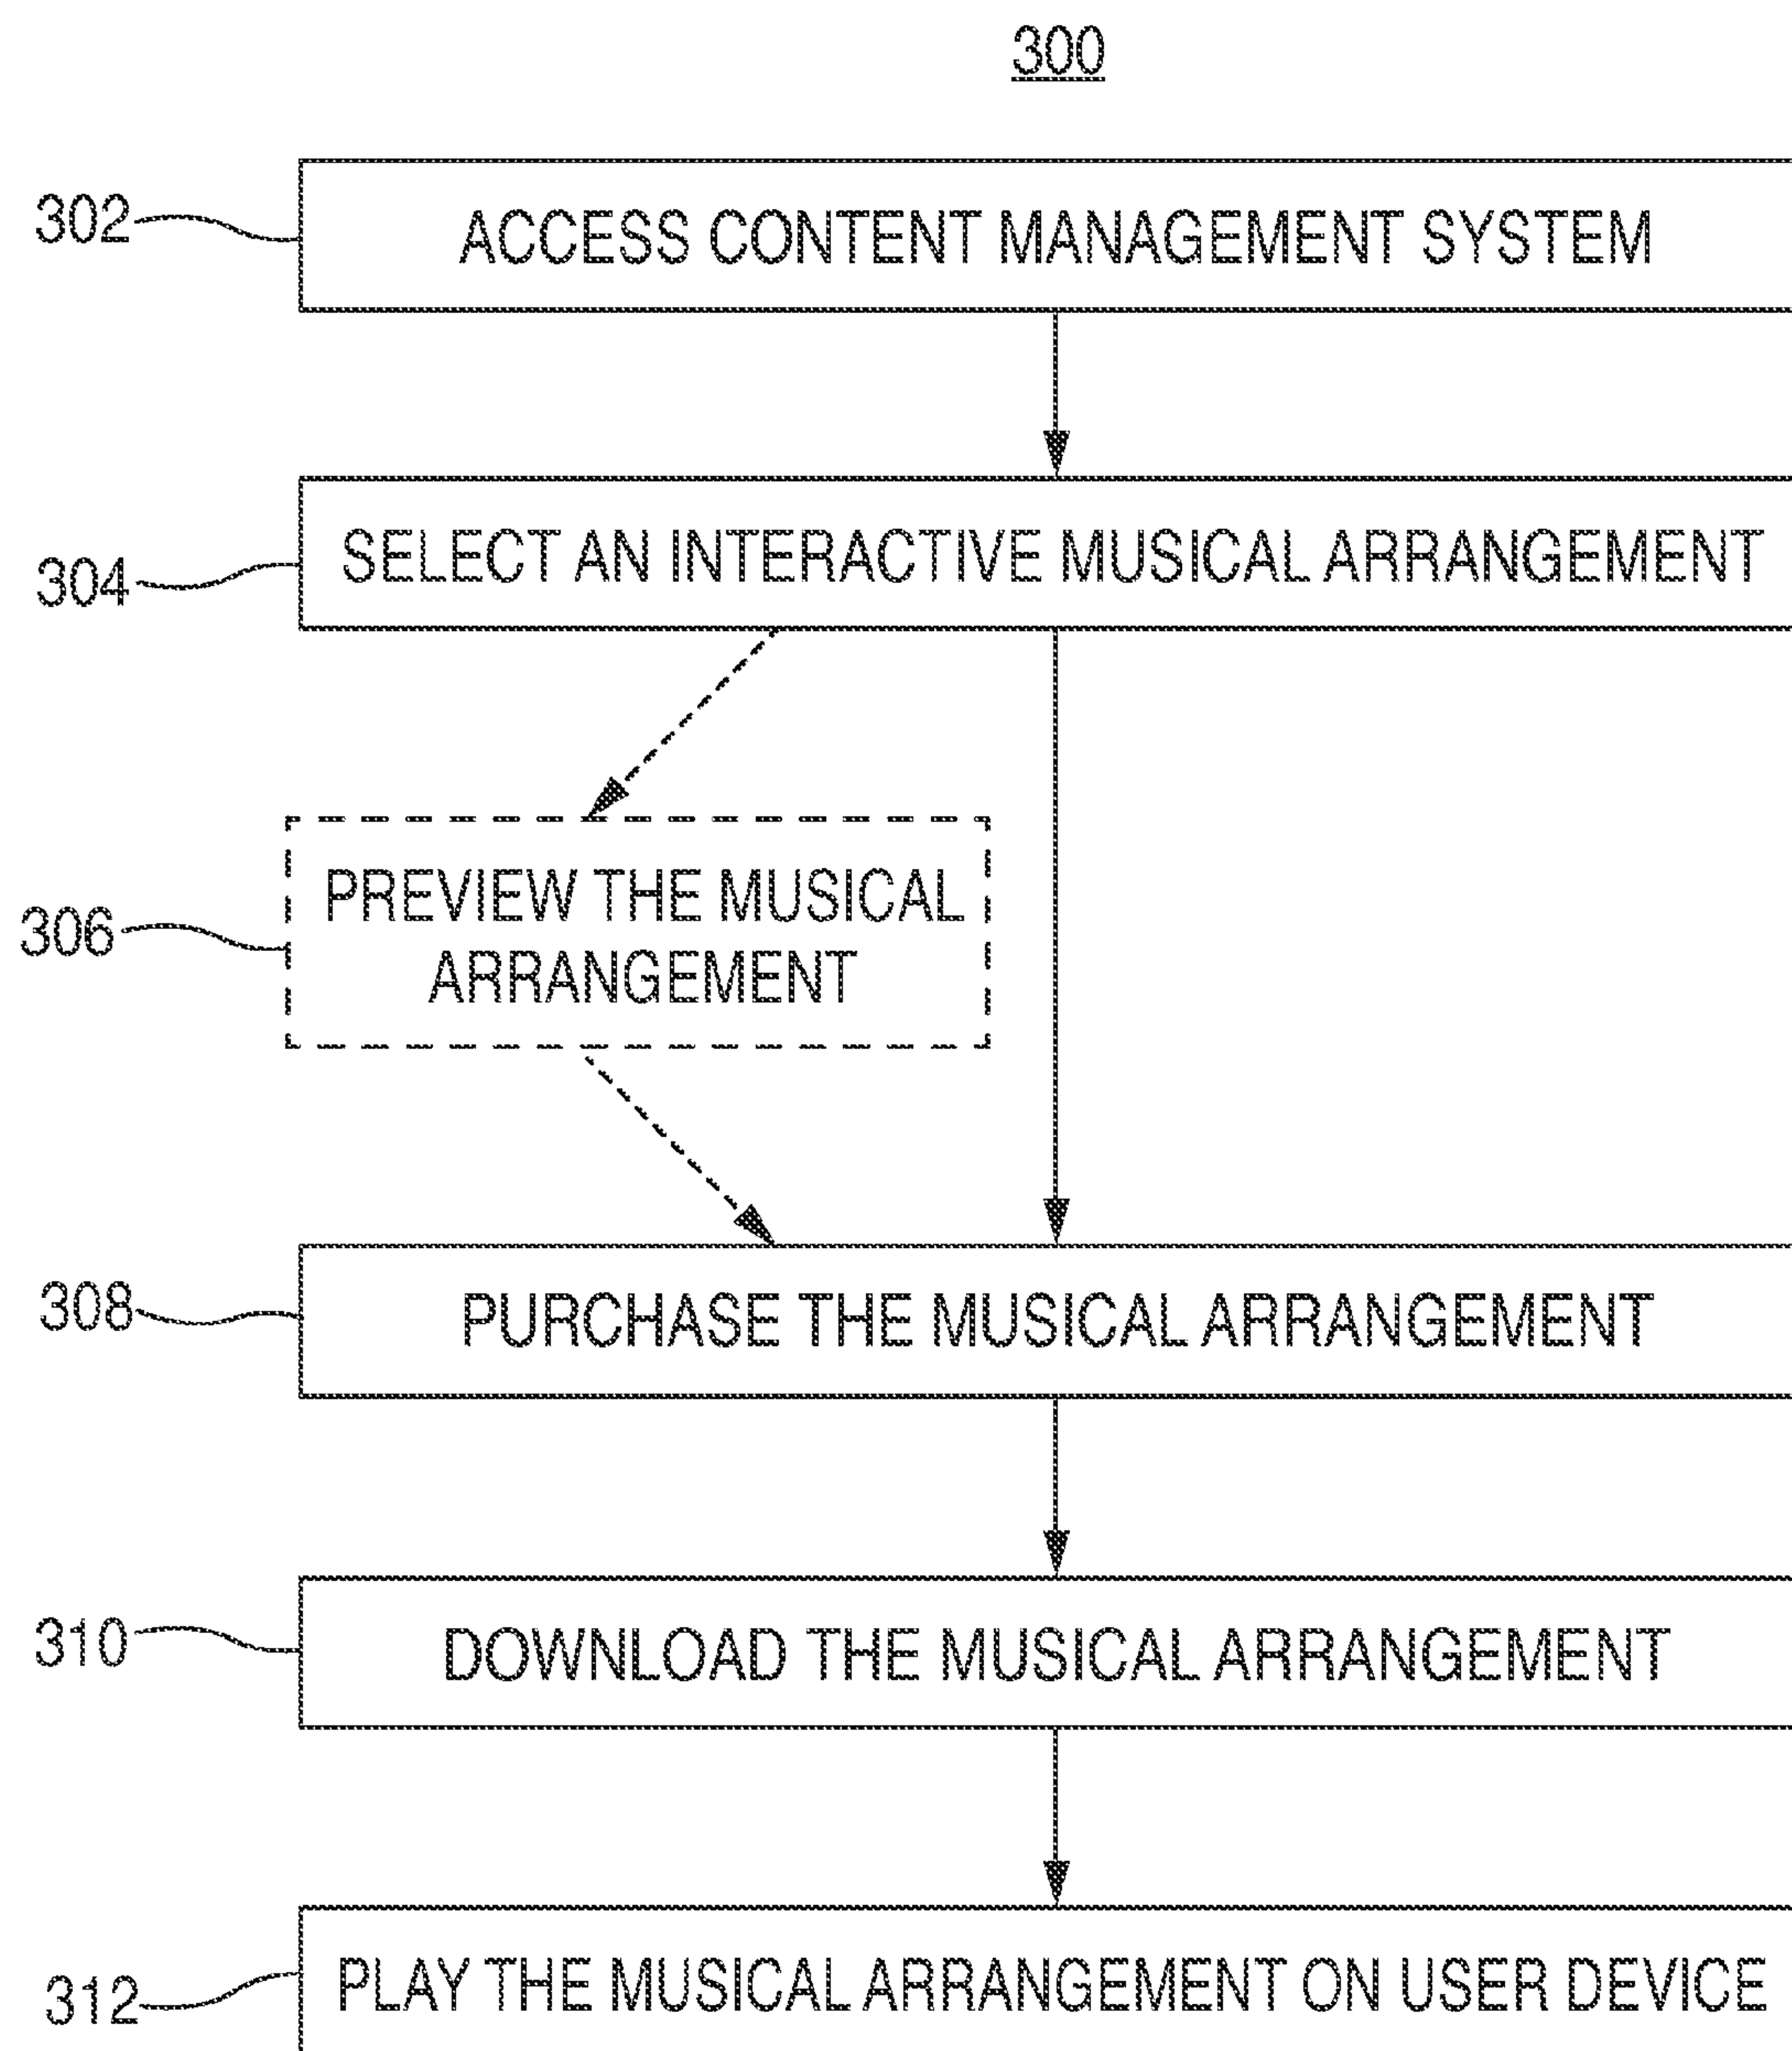 300
302
ACCESS CONTENT MANAGEMENT SYSTEM
304
SELECT AN INTERACTIVE MUSICAL ARRANGEMENT
306
PREVIEW THE MUSICAL
ARRANGEMENT
308
PURCHASE THE MUSICAL ARRANGEMENT
310
DOWNLOAD THE MUSICAL ARRANGEMENT
312
PLAY THE MUSICAL ARRANGEMENT ON USER DEVICE